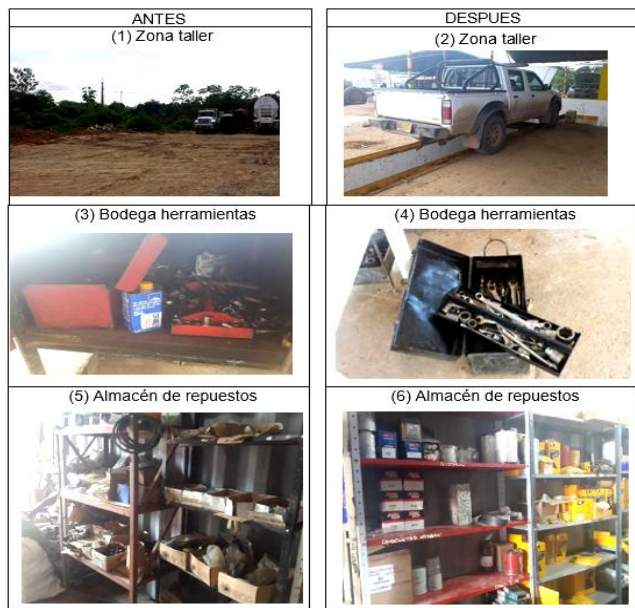 ANTES
DESPUES
(1) Zona taller
(2) Zona taller
(3) Bodega herramientas
(4) Bodega herramientas
(5) Almacén de repuestos
(6) Almacén de repuestos